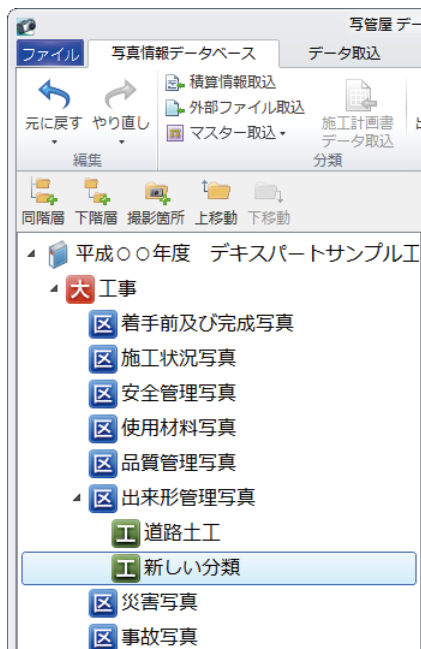 写管屋 デー
ファイル 写真情報データベース データ取込
元に戻す やり直し
積算情報取込
外部ファイル取込
マスター取込
施工計画書
データ取込
編集 分類
同階層 下階層 撮影箇所 上移動 下移動
平成○○年度 デキスパートサンプル工
大 工事
区 着手前及び完成写真
区 施工状況写真
区 安全管理写真
区 使用材料写真
区 品質管理写真
区 出来形管理写真
工 道路土工
工 新しい分類
区 災害写真
区 事故写真